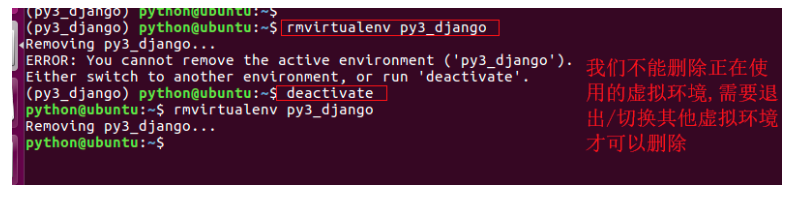 (py3_django) python@ubuntu:~$
(py3_django) python@ubuntu:~$ rmvirtualenv py3_django
Removing py3_django...
ERROR: You cannot remove the active environment ('py3_django').
Either switch to another environment, or run 'deactivate'.
(py3_django) python@ubuntu:~$ deactivate
python@ubuntu:~$ rmvirtualenv py3_django
Removing py3_django...
python@ubuntu:~$
我们不能删除正在使
用的虚拟环境,需要退
出/切换其他虚拟环境
才可以删除